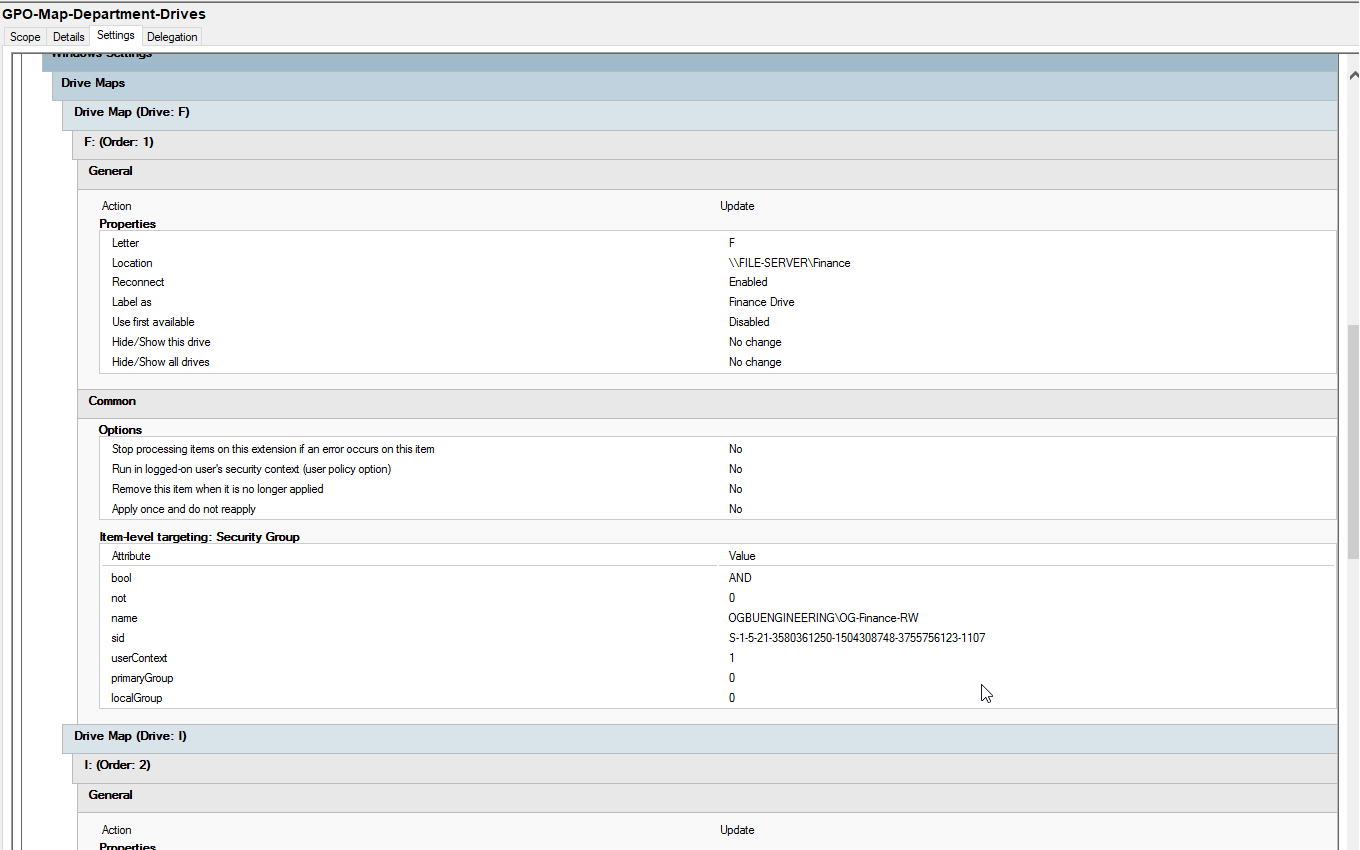 GPO-Map-Department-Drives
Scope Details Settings Delegation
Windows Settings
Drive Maps
Drive Map (Drive: F)
F: (Order: 1)
General
Action Update
Properties
Letter F
Location \\FILE-SERVER\Finance
Reconnect Enabled
Label as Finance Drive
Use first available Disabled
Hide/Show this drive No change
Hide/Show all drives No change
Common
Options
Stop processing items on this extension if an error occurs on this item No
Run in logged-on user's security context (user policy option) No
Remove this item when it is no longer applied No
Apply once and do not reapply No
Item-level targeting: Security Group
Attribute Value
bool AND
not 0
name OGBUENGINEERING\OG-Finance-RW
sid S-1-5-21-3580361250-1504308748-3755756123-1107
userContext 1
primaryGroup 0
localGroup 0
Drive Map (Drive: I)
I: (Order: 2)
General
Action Update
Properties